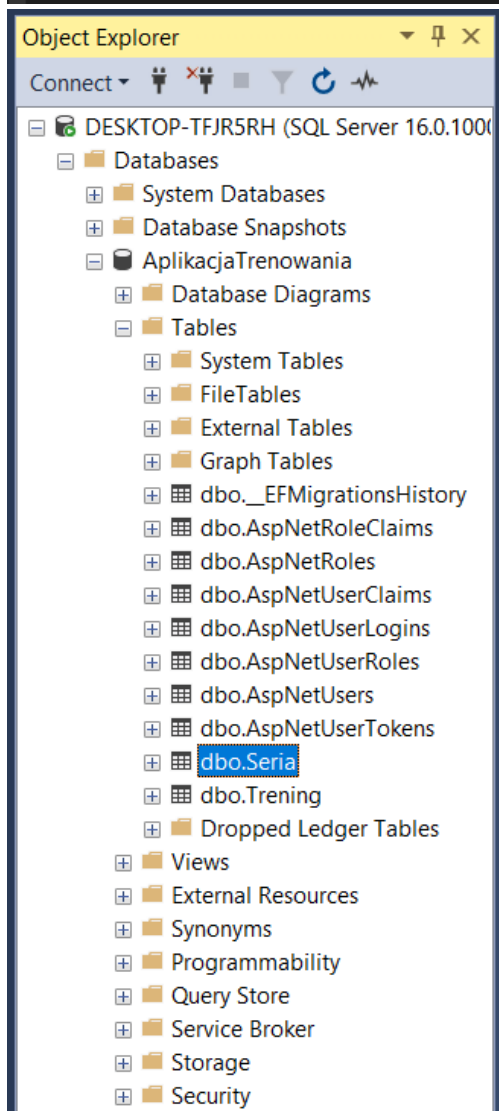 Object Explorer
Connect
DESKTOP-TFJR5RH (SQL Server 16.0.100
Databases
System Databases
Database Snapshots
AplikacjaTrenowania
Database Diagrams
Tables
System Tables
FileTables
External Tables
Graph Tables
dbo.__EFMigrationsHistory
dbo.AspNetRoleClaims
dbo.AspNetRoles
dbo.AspNetUserClaims
dbo.AspNetUserLogins
dbo.AspNetUserRoles
dbo.AspNetUsers
dbo.AspNetUserTokens
dbo.Seria
dbo.Trening
Dropped Ledger Tables
Views
External Resources
Synonyms
Programmability
Query Store
Service Broker
Storage
Security